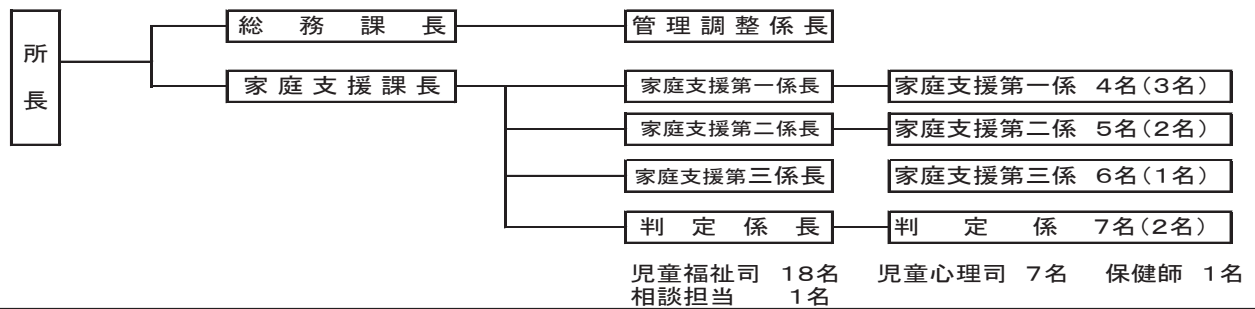 所長
総務課長 管理調整係長
家庭支援課長 家庭支援第一係長 家庭支援第一係 4名(3名)
家庭支援第二係長 家庭支援第二係 5名(2名)
家庭支援第三係長 家庭支援第三係 6名(1名)
判定係長 判定係 7名(2名)
児童福祉司 18名 児童心理司 7名 保健師 1名
相談担当 1名